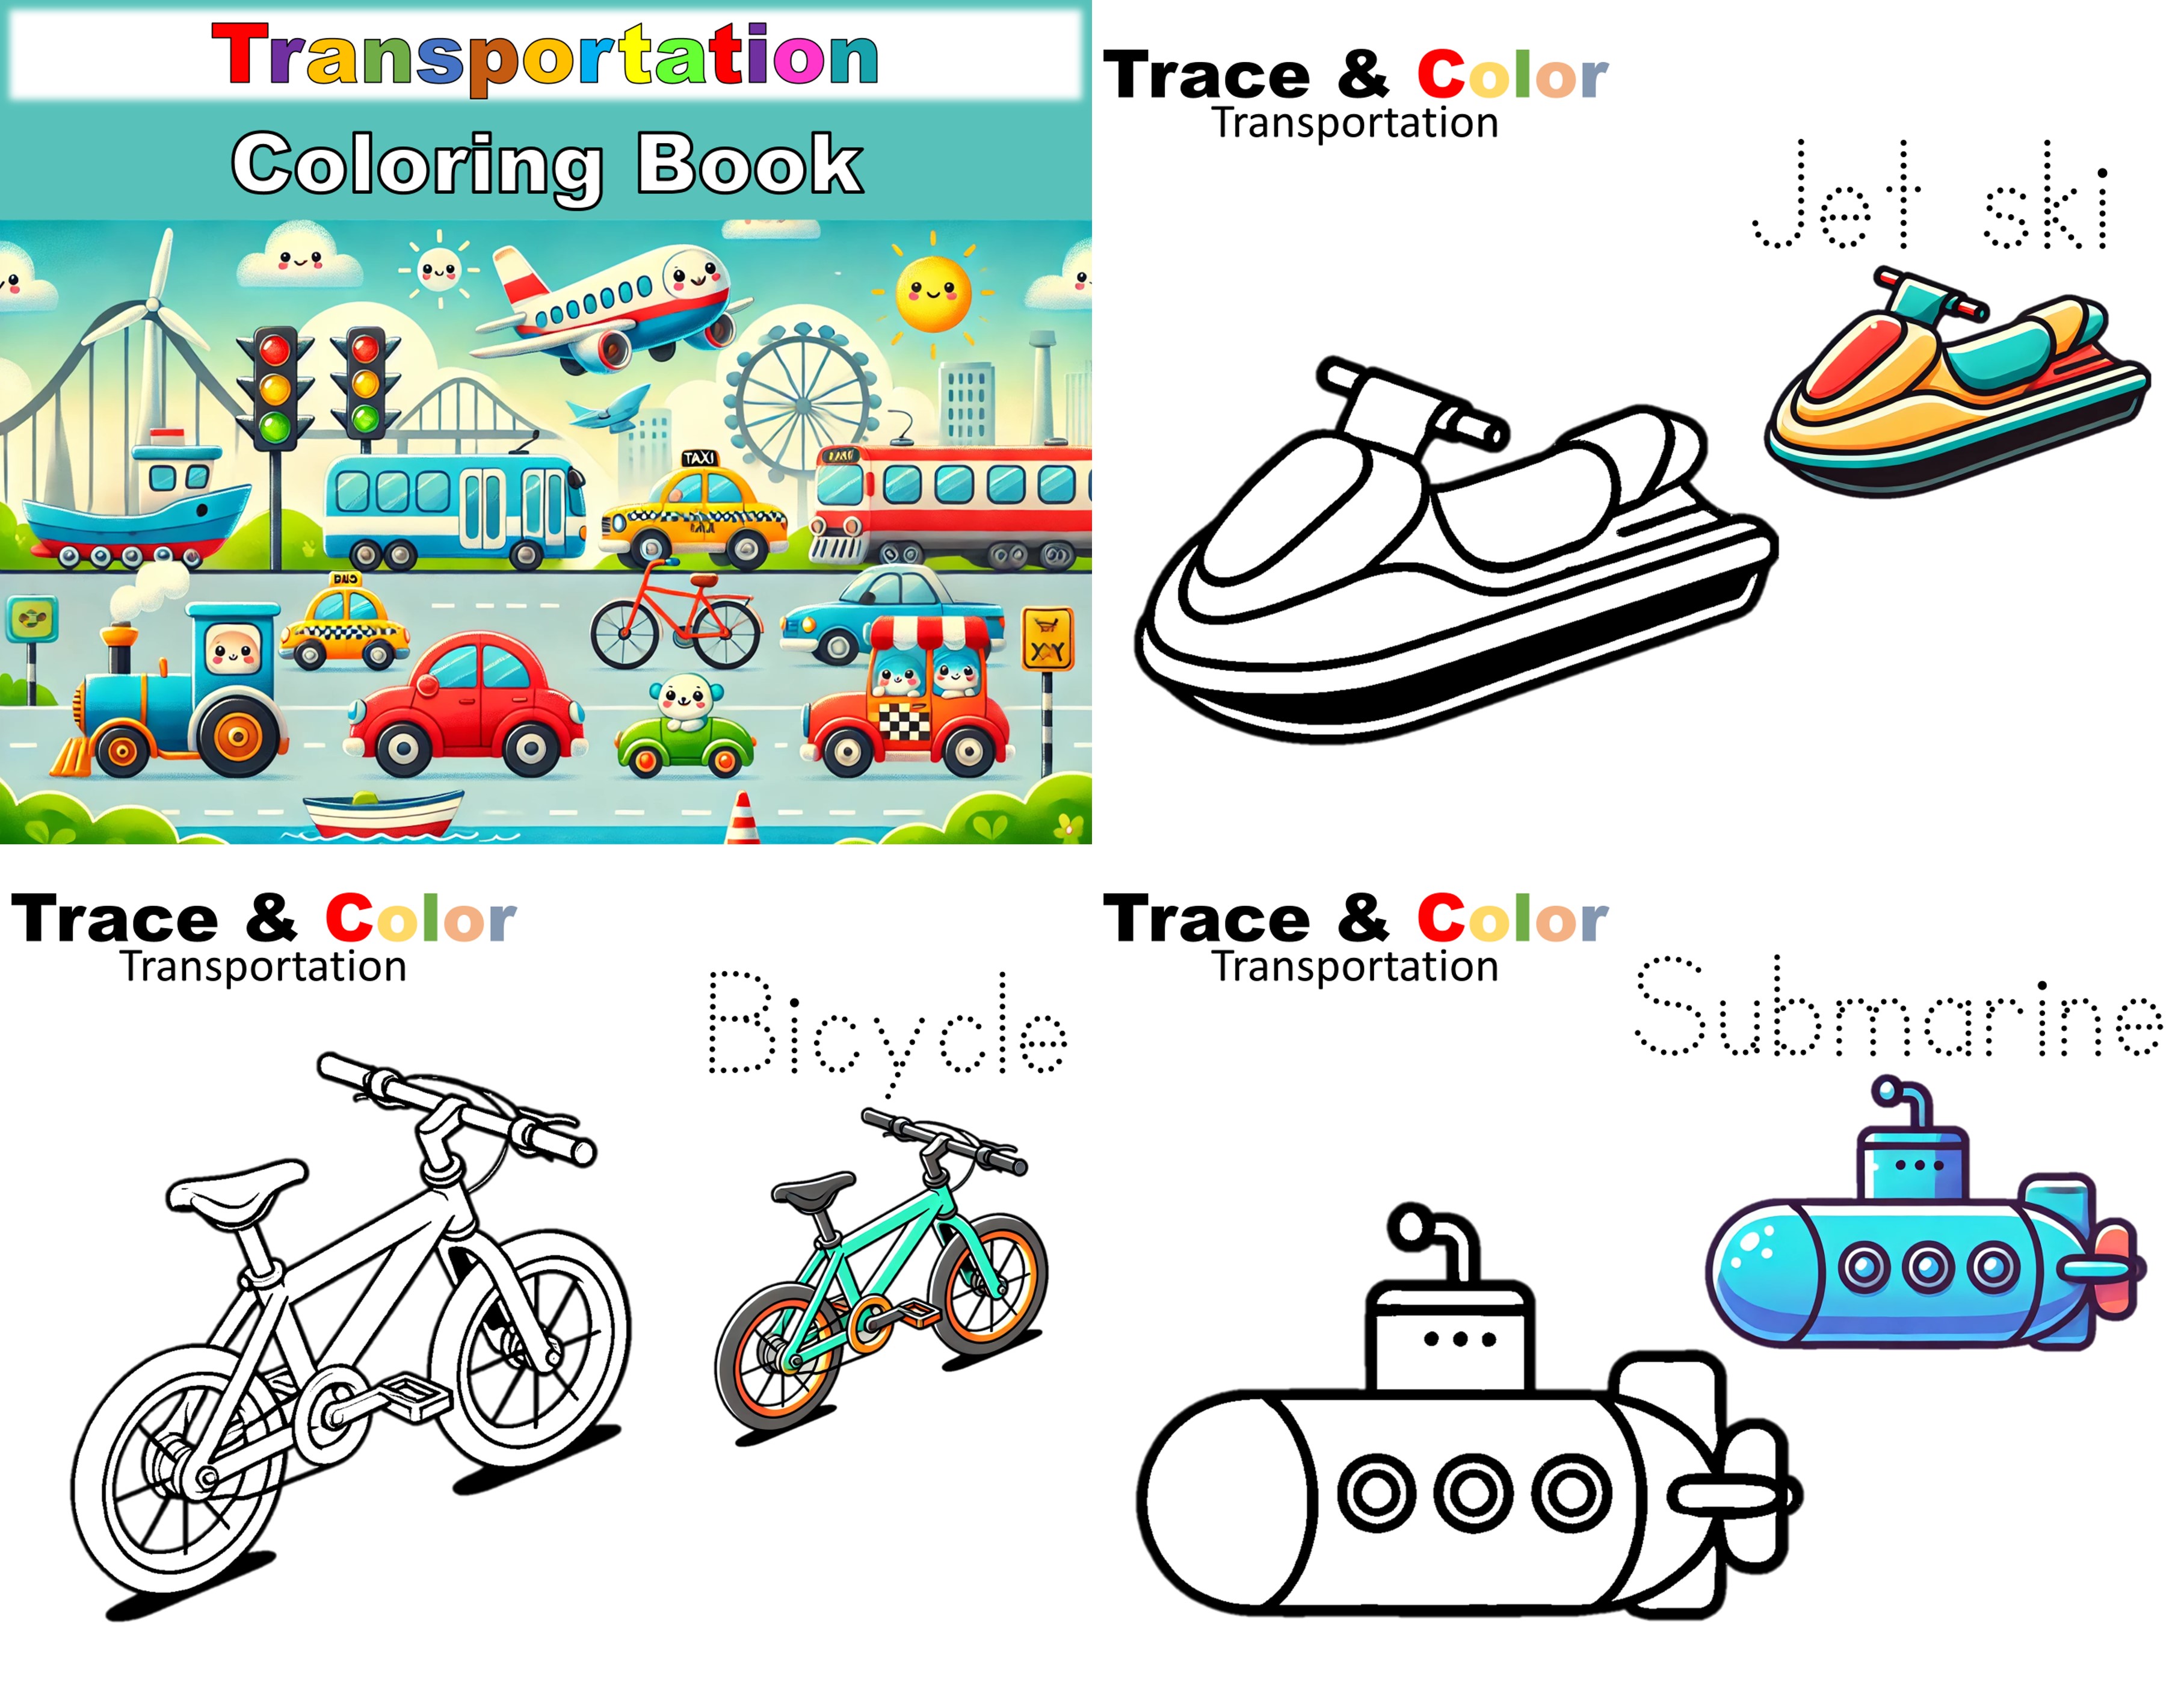 Transportation
Coloring Book
TAXI
Trace & Color
Transportation
Jet ski
Trace & Color
Transportation
Bicycle
Trace & Color
Transportation
Submarine